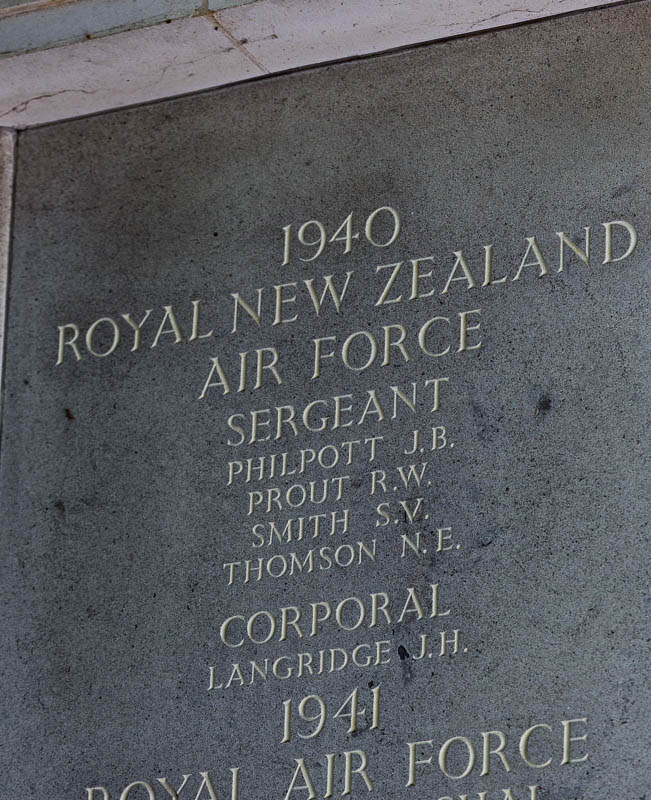 1940
ROYAL NEW ZEALAND
AIR FORCE
SERGEANT
PHILPOTT J.B.
PROUT R.W.
SMITH S.V.
THOMSON N.E.
CORPORAL
LANGRIDGE J.H.
1941
ROYAL AIR FORCE